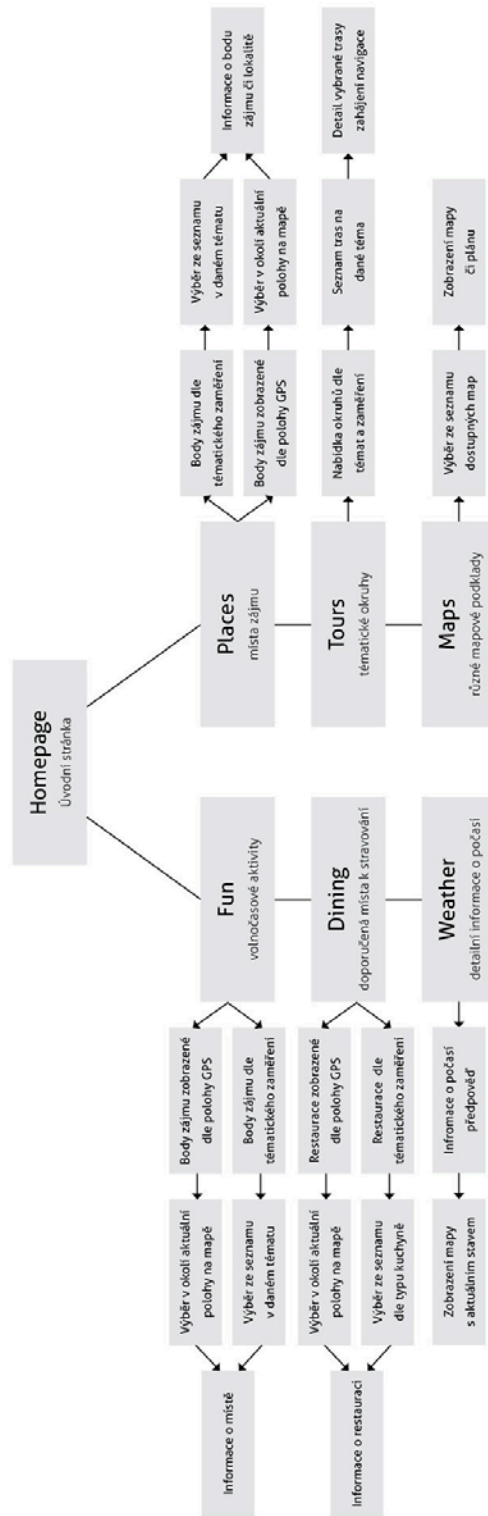 Homepage
Úvodní stránka
Fun
volnočasové aktivity
Body zájmu zobrazené
dle polohy GPS
Výběr v okolí aktuální
polohy na mapě
Body zájmu dle
tématického zaměření
Výběr ze seznamu
v daném tématu
Informace o místě
Dining
doporučená místa k stravování
Restaurace zobrazené
dle polohy GPS
Výběr v okolí aktuální
polohy na mapě
Restaurace dle
tématického zaměření
Výběr ze seznamu
dle typu kuchyně
Informace o restauraci
Weather
detailní informace o počasí
Infromace o počasí
předpověď
Zobrazení mapy
s aktuálním stavem
Places
místa zájmu
Body zájmu dle
tématického zaměření
Výběr ze seznamu
v daném tématu
Body zájmu zobrazené
dle polohy GPS
Výběr v okolí aktuální
polohy na mapě
Informace o bodu
zájmu či lokalitě
Tours
tématické okruhy
Nabídka okruhů dle
témat a zaměření
Seznam tras na
dané téma
Detail vybrané trasy
zahájení navigace
Maps
různé mapové podklady
Výběr ze seznamu
dostupných map
Zobrazení mapy
či plánu